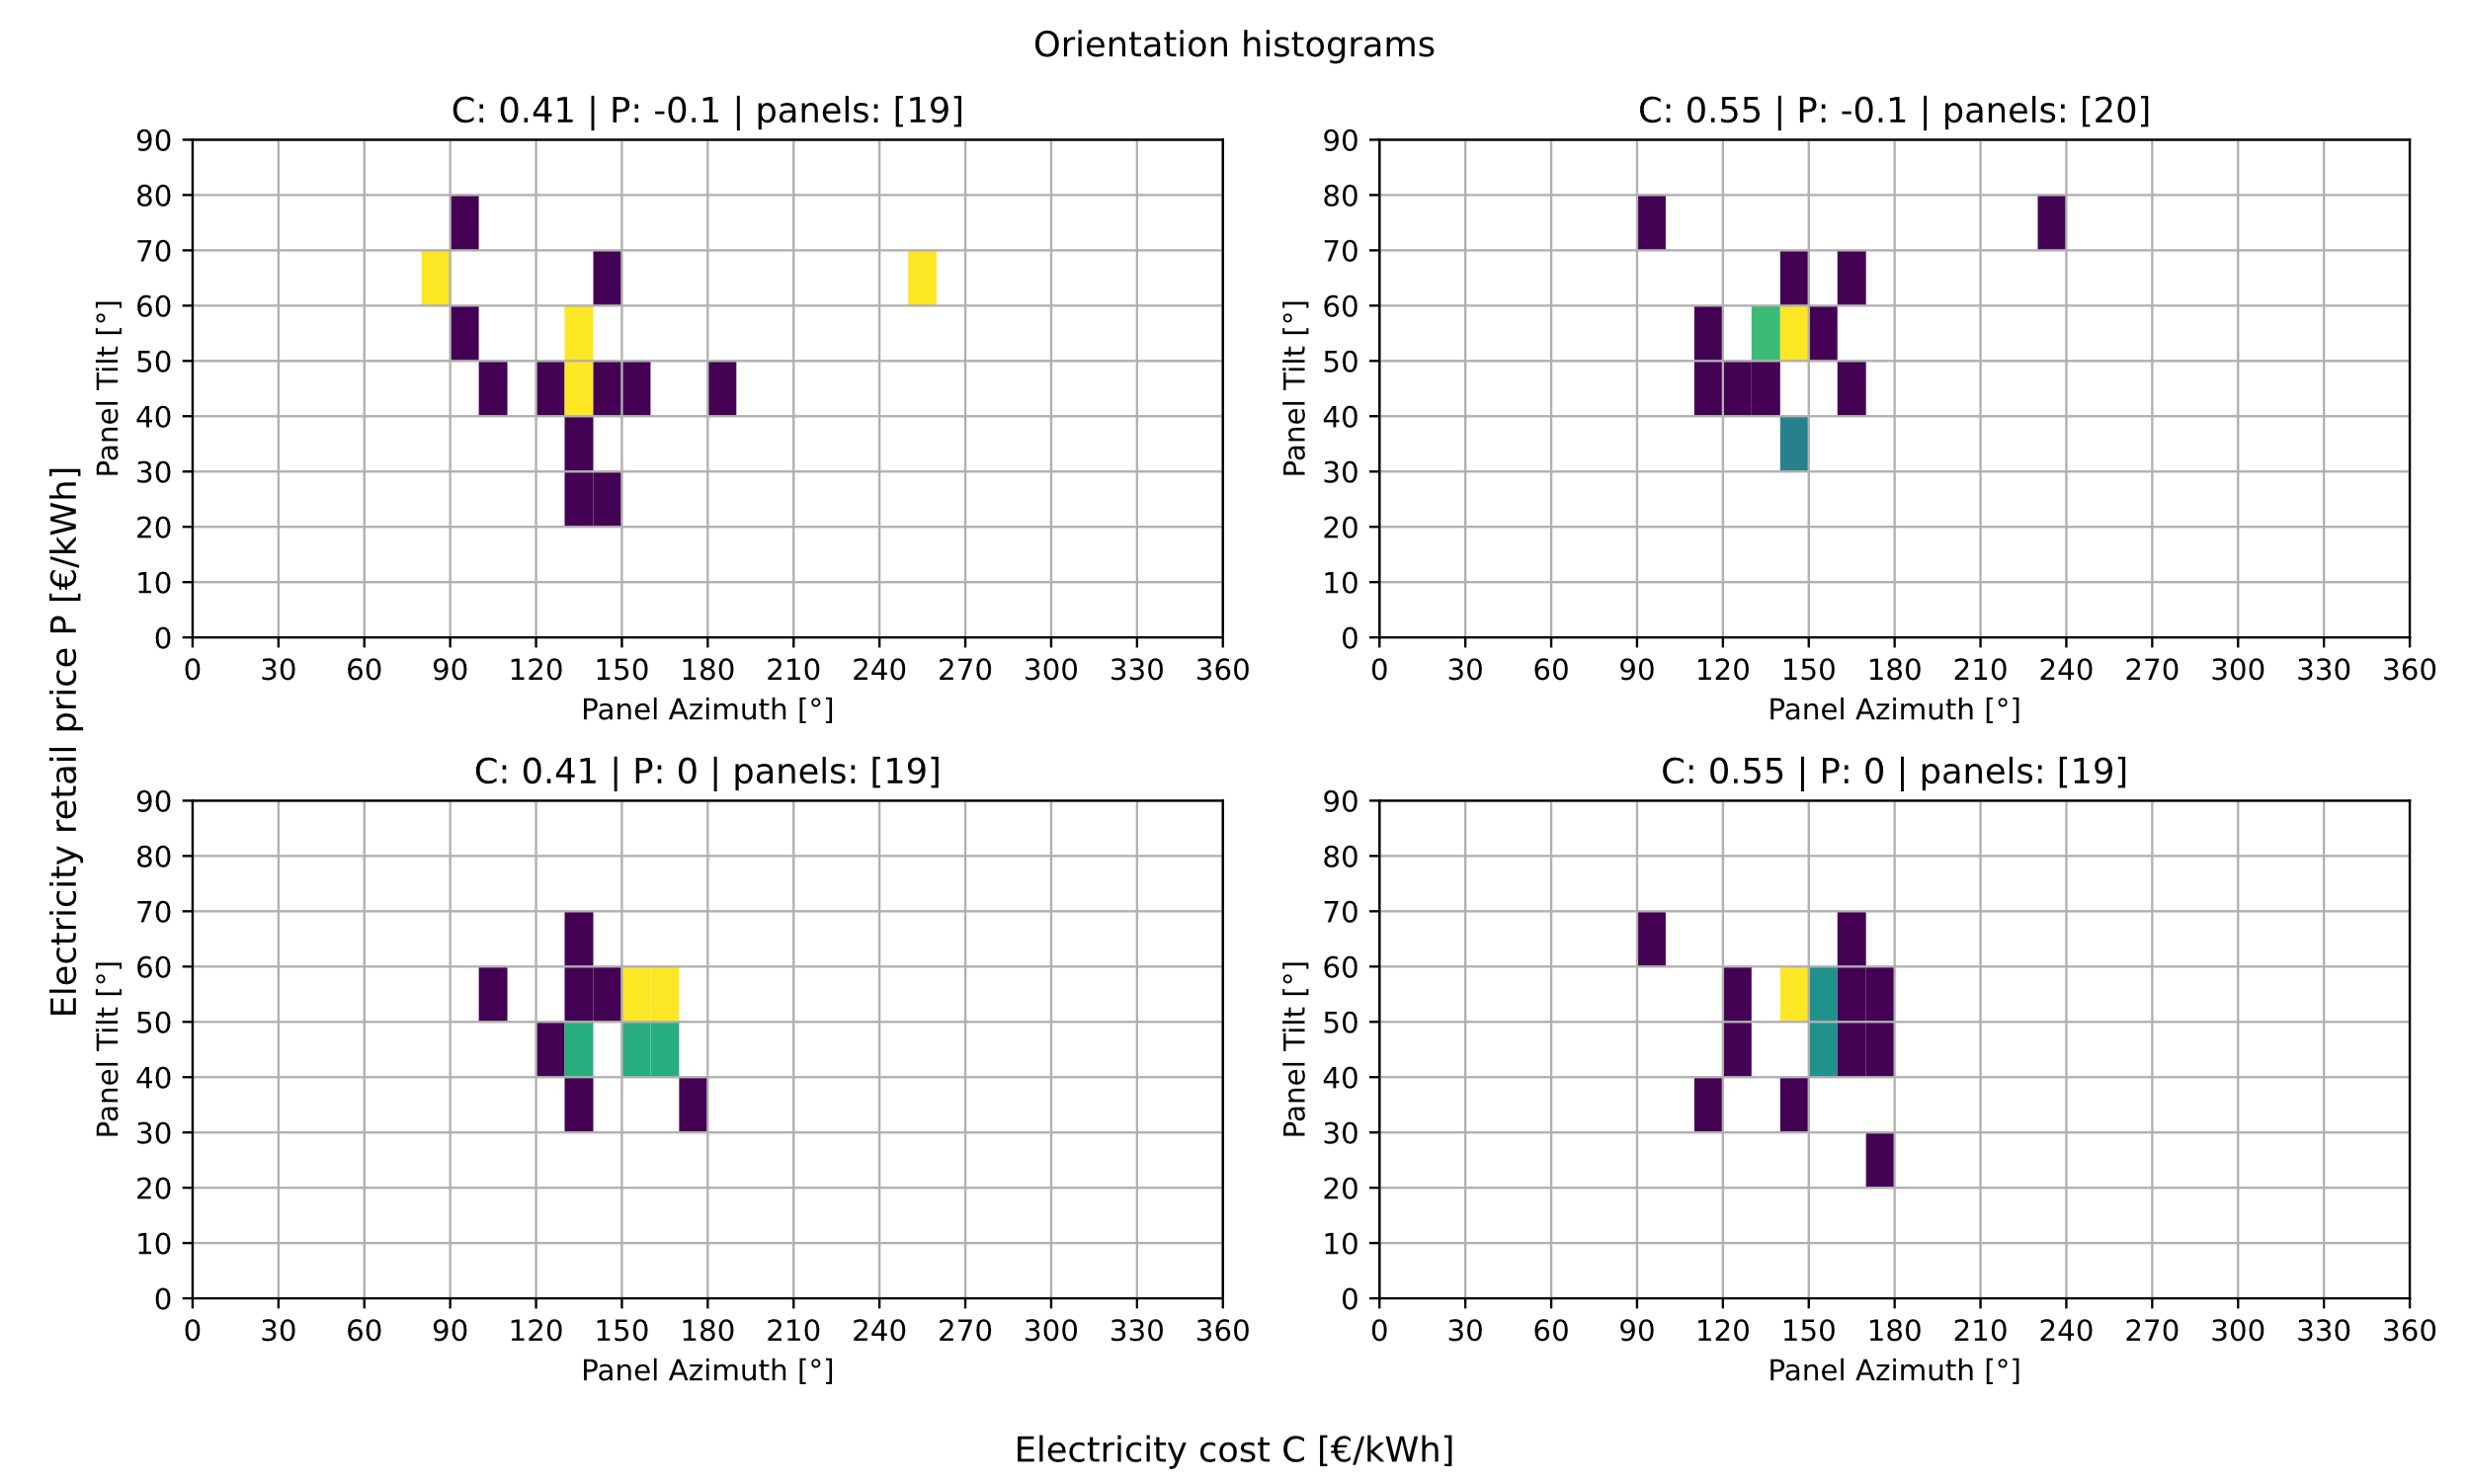 Orientation histograms
C: 0.41 | P: -0.1 | panels: [19]
90
80
70
60
50
40
30
20
10
0
Panel Tilt [°]
0 30 60 90 120 150 180 210 240 270 300 330 360
Panel Azimuth [°]
C: 0.55 | P: -0.1 | panels: [20]
90
80
70
60
50
40
30
20
10
0
Panel Tilt [°]
0 30 60 90 120 150 180 210 240 270 300 330 360
Panel Azimuth [°]
Electricity retail price P [€/kWh]
C: 0.41 | P: 0 | panels: [19]
90
80
70
60
50
40
30
20
10
0
Panel Tilt [°]
0 30 60 90 120 150 180 210 240 270 300 330 360
Panel Azimuth [°]
C: 0.55 | P: 0 | panels: [19]
90
80
70
60
50
40
30
20
10
0
Panel Tilt [°]
0 30 60 90 120 150 180 210 240 270 300 330 360
Panel Azimuth [°]
Electricity cost C [€/kWh]